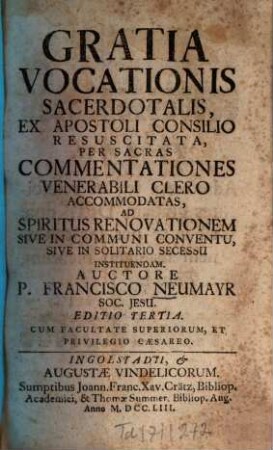 GRATIA
VOCATIONIS
SACERDOTALIS,
EX APOSTOLI CONSILIO
RESUSCITATA,
PER SACRAS
COMMENTATIONES
VENERABILI CLERO
ACCOMMODATAS,
AD
SPIRITUS RENOVATIONEM
SIVE IN COMMUNI CONVENTU,
SIVE IN SOLITARIO SECESSU
INSTITUENDAM.
AUCTORE
P. FRANCISCO NEUMAYR
SOC. JESU.
EDITIO TERTIA.
CUM FACULTATE SUPERIORUM, ET
PRIVILEGIO CÆSAREO.
INGOLSTADII, &
AUGUSTÆ VINDELICORUM.
Sumptibus Joann. Franc. Xav. Crätz, Bibliop.
Academici, & Thomæ Summer. Bibliop. Aug.
Anno M. DCC. LIII.